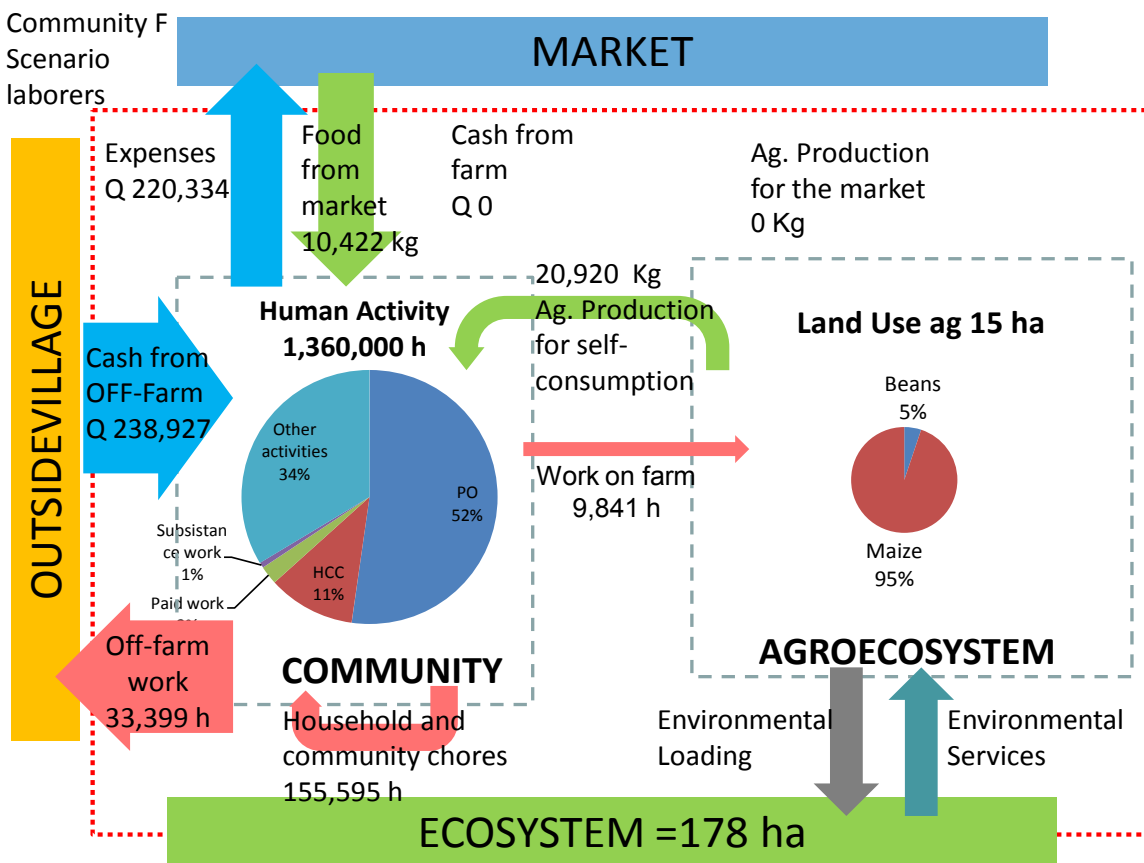 Community F
Scenario
laborers
MARKET
Expenses
Q 220,334
Food
from
market
10,422 kg
Cash from
farm
Q 0
Ag. Production
for the market
0 Kg
OUTSIDEVILLAGE
Cash from
OFF-Farm
Q 238,927
Human Activity
1,360,000 h
Other
activities
34%
PO
52%
Subsistan
ce work
1%
HCC
11%
Paid work
20,920 Kg
Ag. Production
for self-
consumption
Work on farm
9,841 h
Land Use ag 15 ha
Beans
5%
Maize
95%
Off-farm
work
33,399 h
COMMUNITY
AGROECOSYSTEM
Household and
community chores
155,595 h
Environmental
Loading
Environmental
Services
ECOSYSTEM =178 ha